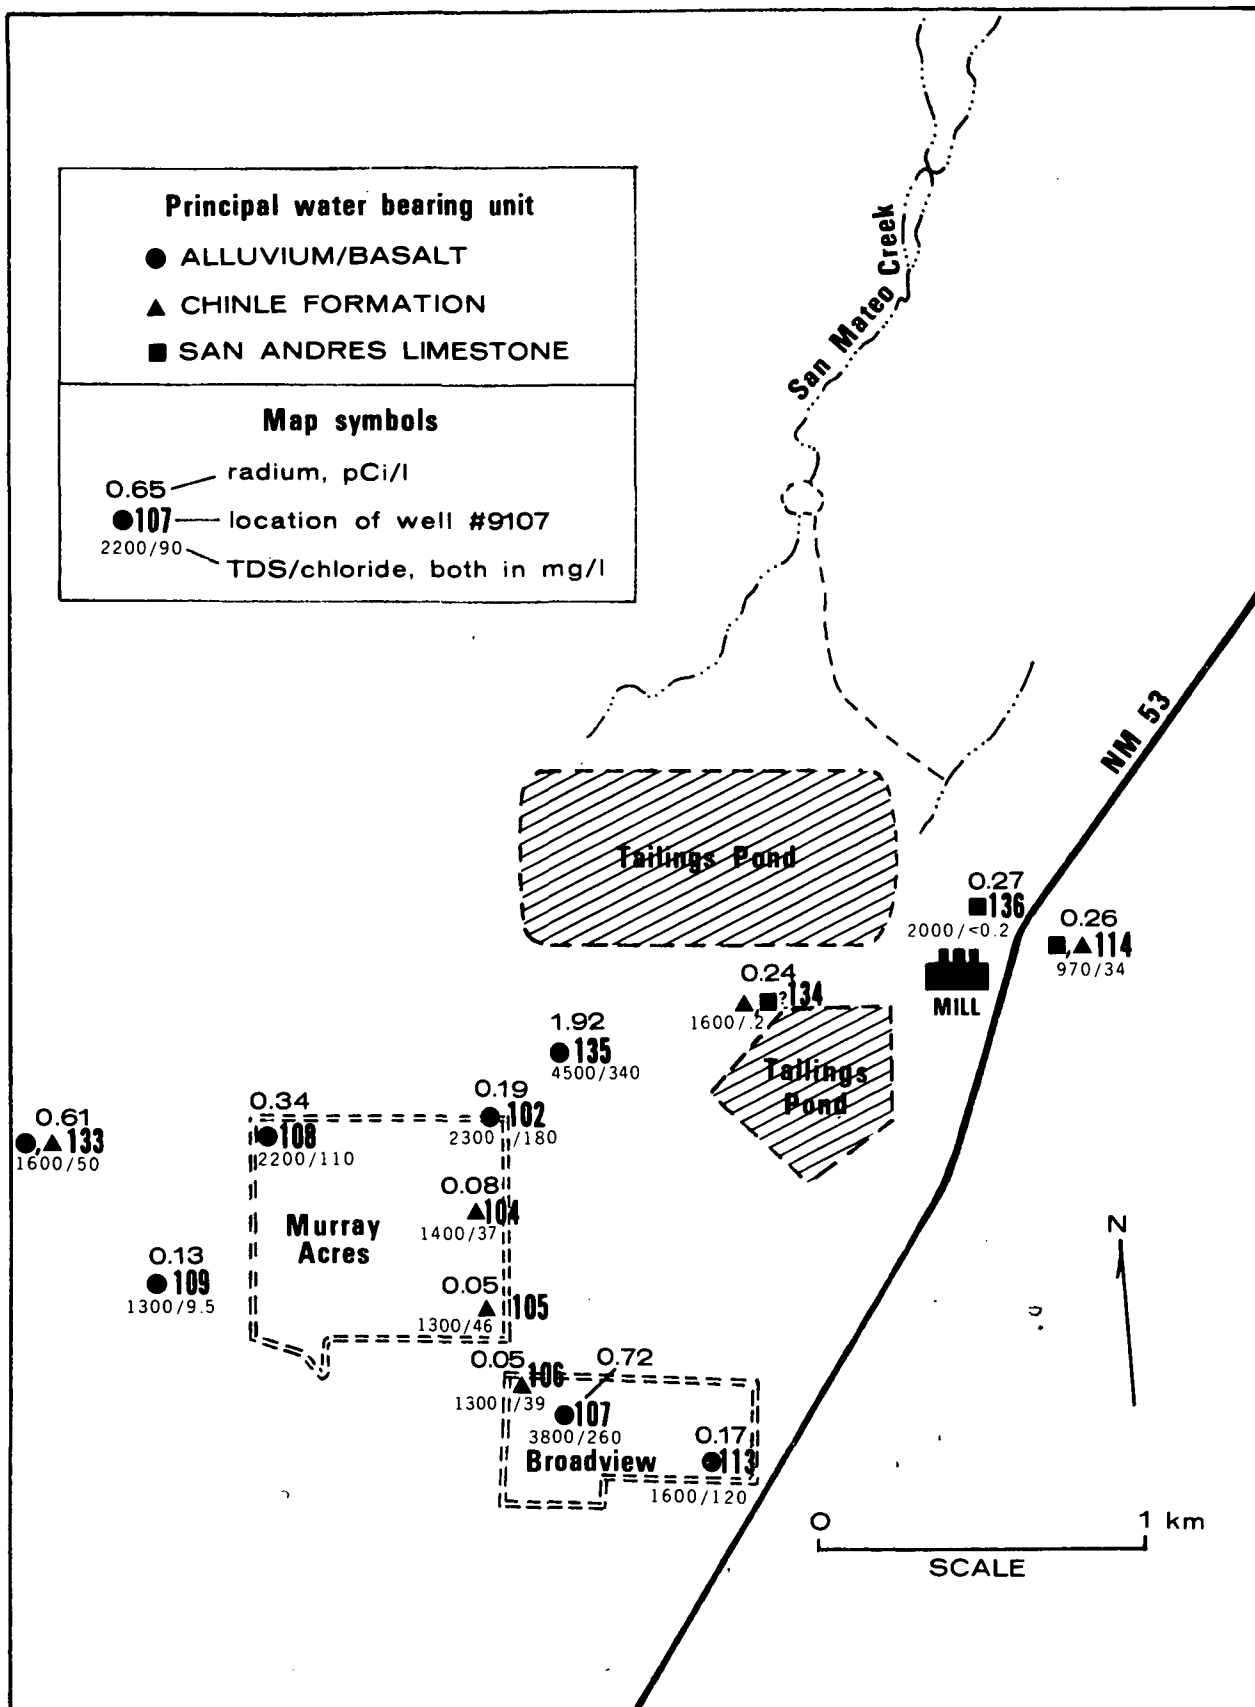 Principal water bearing unit
ALLUVIUM/BASALT
CHINLE FORMATION
SAN ANDRES LIMESTONE
Map symbols
radium, pCi/l
0.65
107
location of well #9107
2200/90
TDS/chloride, both in mg/l
San Mateo Creek
NM 53
Tailings Pond
0.27
136
2000/<0.2
0.26
,
114
970/34
MILL
0.24
?134
1600/.2
Tailings
Pond
1.92
135
4500/340
0.19
102
2300 /180
0.34
108
2200/110
0.61
,
133
1600/50
0.08
104
1400/37
Murray
Acres
0.13
109
1300/9.5
0.05
105
1300/46
0.05
106
1300/39
0.72
107
3800/260
Broadview
0.17
113
1600/120
N
0
1 km
SCALE